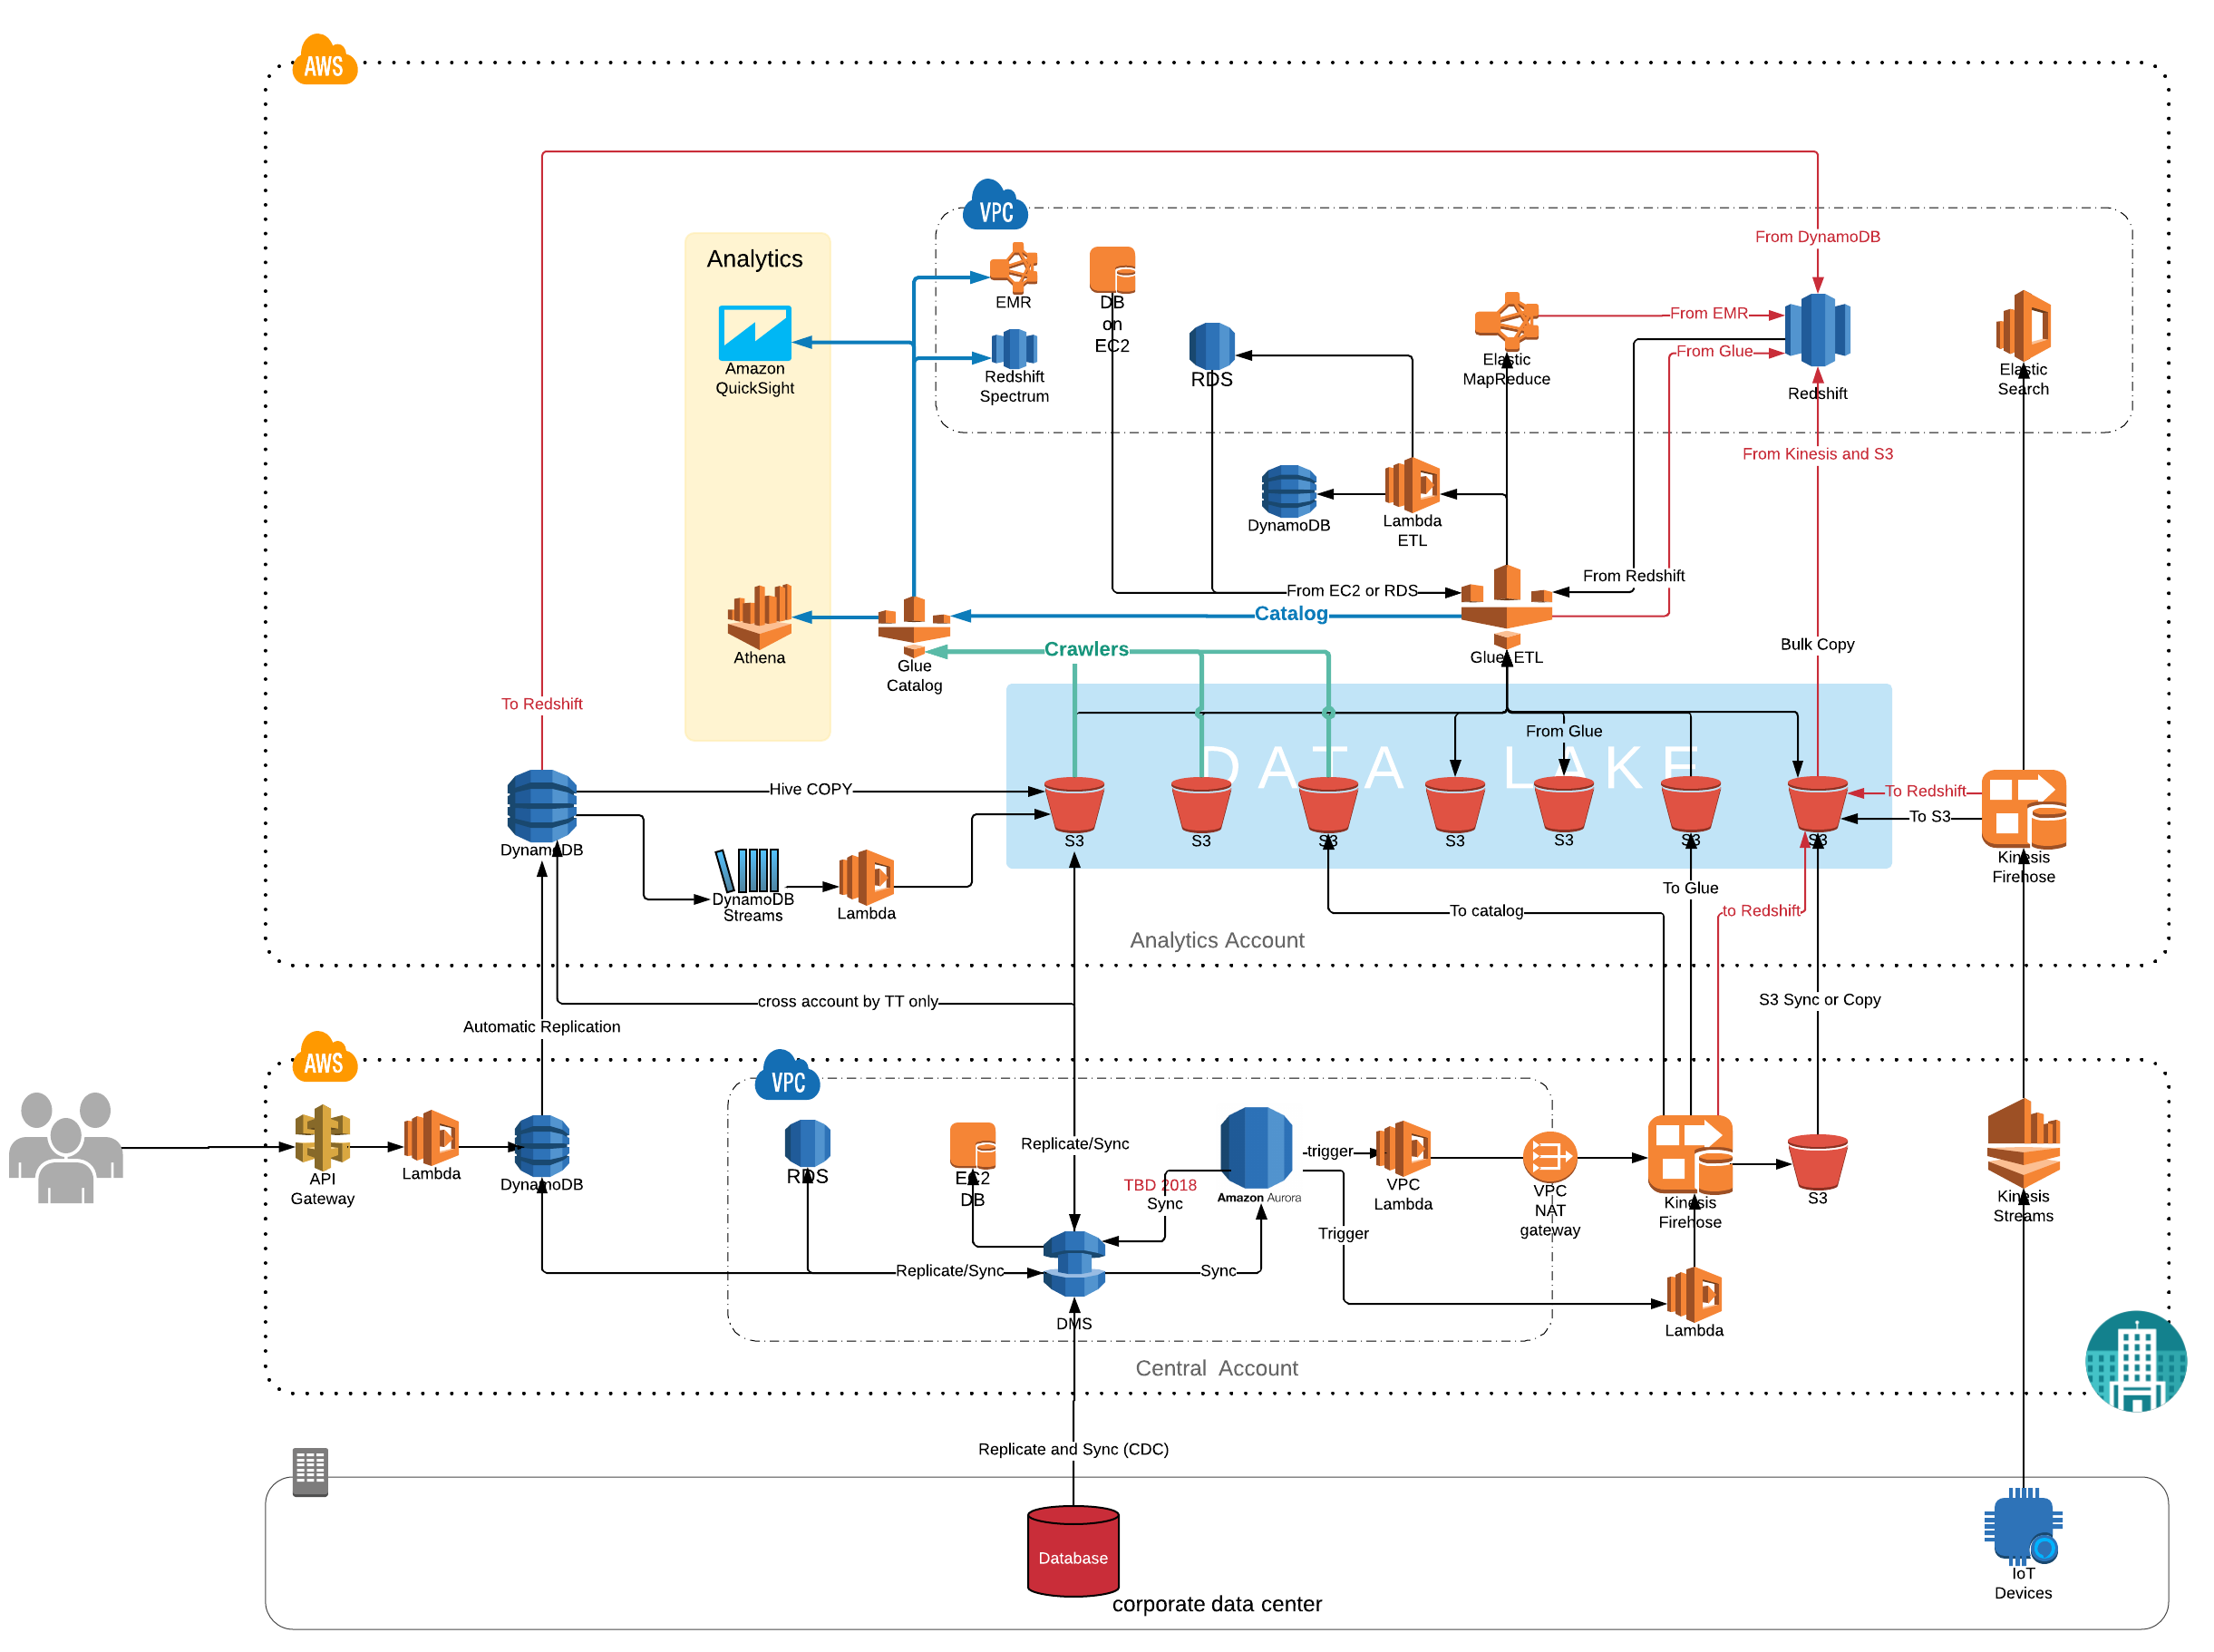 AWS
VPC
From DynamoDB
Analytics
EMR
DB
on
EC2
From EMR
From Glue
Amazon
QuickSight
Redshift
Spectrum
RDS
Elastic
MapReduce
Redshift
Elastic
Search
From Kinesis and S3
DynamoDB
Lambda
ETL
From EC2 or RDS
From Redshift
Catalog
Crawlers
Athena
Glue
Catalog
Glue ETL
Bulk Copy
To Redshift
From Glue
DATA LAKE
Hive COPY
To Redshift
To S3
S3
S3
S3
S3
S3
S3
S3
DynamoDB
Kinesis
Firehose
DynamoDB
Streams
Lambda
To Glue
To catalog
to Redshift
Analytics Account
cross account by TT only
S3 Sync or Copy
Automatic Replication
AWS
VPC
Replicate/Sync
trigger
API
Gateway
Lambda
DynamoDB
RDS
EC2
DB
TBD 2018
Sync
Amazon Aurora
VPC
Lambda
VPC
NAT
gateway
Kinesis
Firehose
S3
Kinesis
Streams
Trigger
Replicate/Sync
Sync
DMS
Lambda
Central Account
Replicate and Sync (CDC)
Database
corporate data center
IoT
Devices